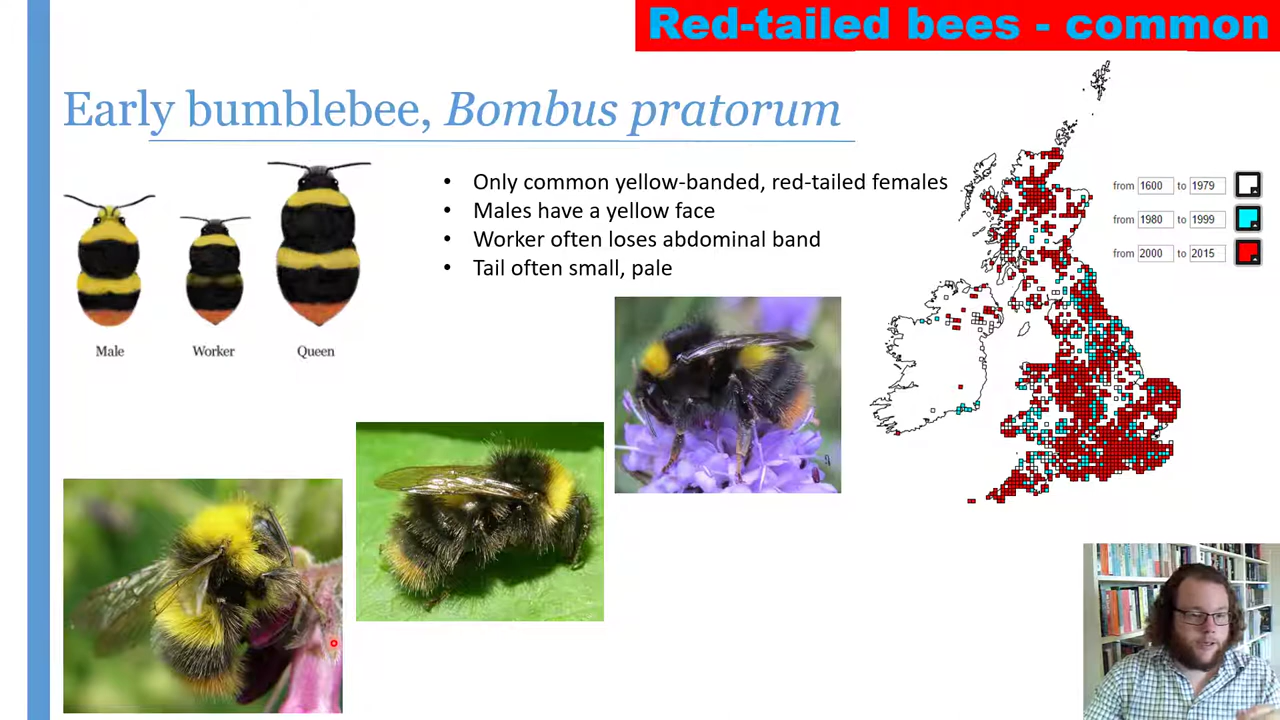 Red-tailed bees - common
Early bumblebee, Bombus pratorum
• Only common yellow-banded, red-tailed females
• Males have a yellow face
• Worker often loses abdominal band
• Tail often small, pale
Male
Worker
Queen
from 1600 to 1979
from 1980 to 1999
from 2000 to 2015